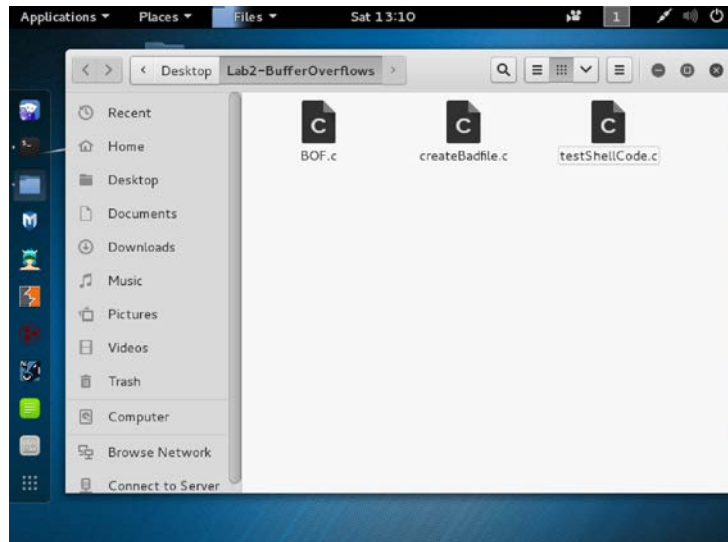 Applications Places Files Sat 13:10 1
Desktop Lab2-BufferOverflows
Recent
Home
Desktop
Documents
Downloads
Music
Pictures
Videos
Trash
Computer
Browse Network
Connect to Server
C C C
BOF.c createBadfile.c testShellCode.c